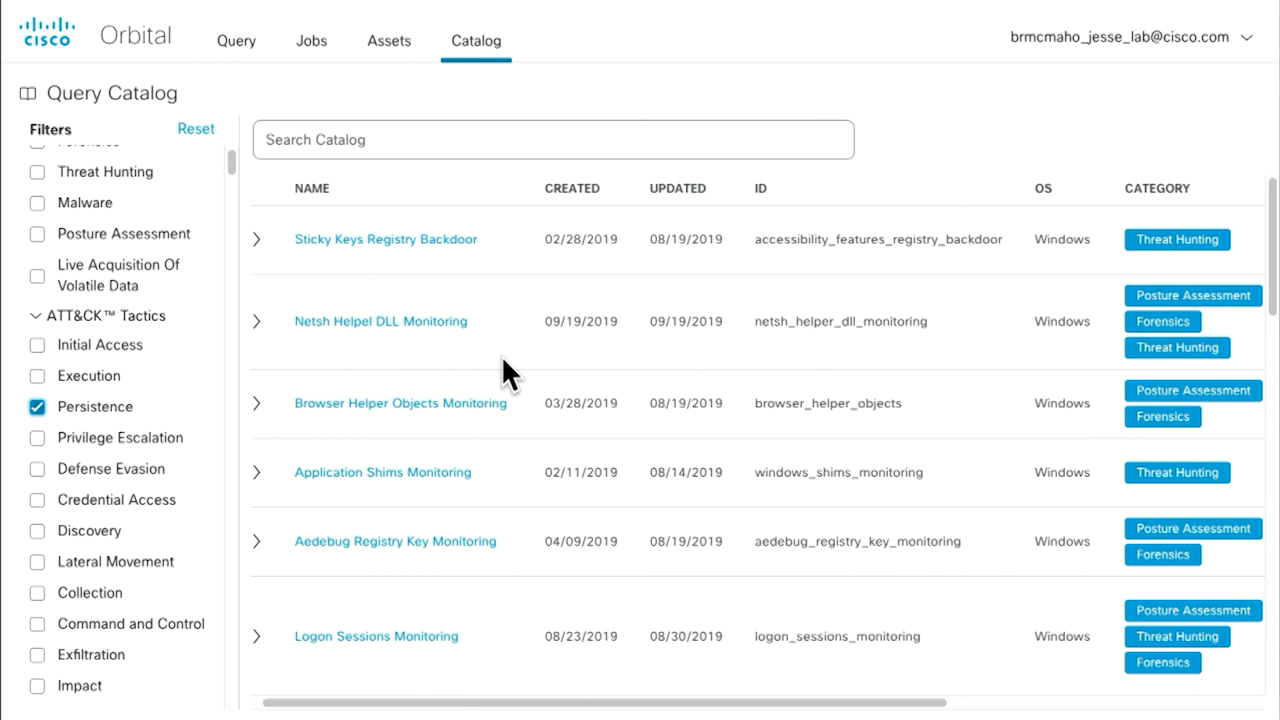 CISCO
Orbital
Query
Jobs
Assets
Catalog
brmcmaho_jesse_lab@cisco.com
Query Catalog
Filters
Reset
Threat Hunting
Malware
Posture Assessment
Live Acquisition Of
Volatile Data
ATT&CK™ Tactics
Initial Access
Execution
Persistence
Privilege Escalation
Defense Evasion
Credential Access
Discovery
Lateral Movement
Collection
Command and Control
Exfiltration
Impact
Search Catalog
NAME CREATED UPDATED ID OS CATEGORY
Sticky Keys Registry Backdoor 02/28/2019 08/19/2019 accessibility_features_registry_backdoor Windows Threat Hunting
Netsh Helpel DLL Monitoring 09/19/2019 09/19/2019 netsh_helper_dll_monitoring Windows Posture Assessment
Forensics
Threat Hunting
Browser Helper Objects Monitoring 03/28/2019 08/19/2019 browser_helper_objects Windows Posture Assessment
Forensics
Application Shims Monitoring 02/11/2019 08/14/2019 windows_shims_monitoring Windows Threat Hunting
Aedebug Registry Key Monitoring 04/09/2019 08/19/2019 aedebug_registry_key_monitoring Windows Posture Assessment
Forensics
Logon Sessions Monitoring 08/23/2019 08/30/2019 logon_sessions_monitoring Windows Posture Assessment
Threat Hunting
Forensics